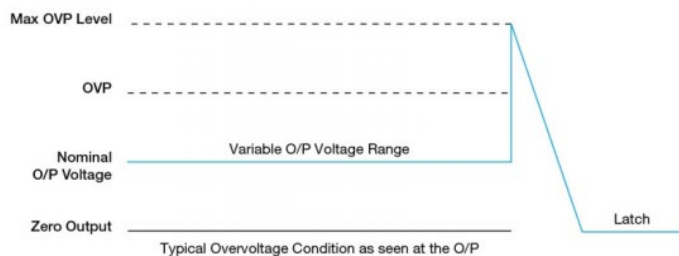 Max OVP Level
OVP
Variable O/P Voltage Range
Nominal
O/P Voltage
Zero Output
Latch
Typical Overvoltage Condition as seen at the O/P